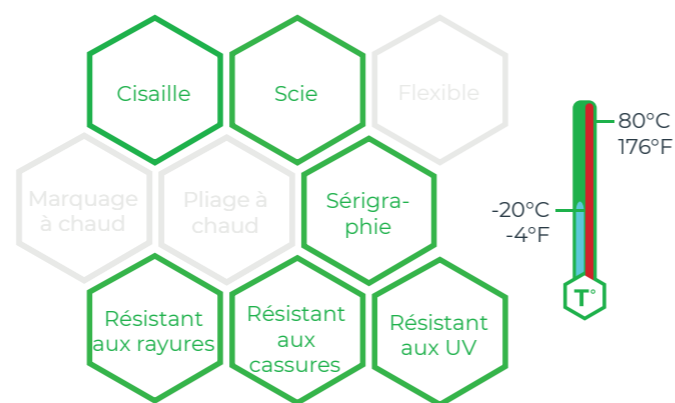 Cisaille
Scie
Flexible
Marquage
à chaud
Pliage à
chaud
Sérigra-
phie
Résistant
aux rayures
Résistant
aux
cassures
Résistant
aux UV
80°C
176°F
-20°C
-4°F
T°